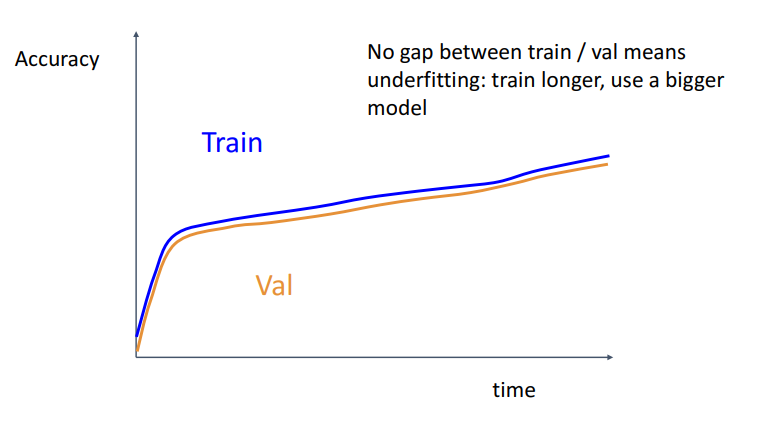 Accuracy
No gap between train / val means
underfitting: train longer, use a bigger
model
Train
Val
time